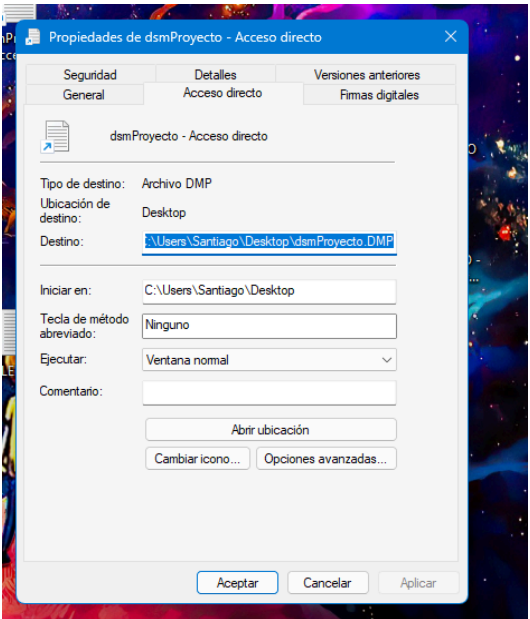 Propiedades de dsmProyecto - Acceso directo
Seguridad Detalles Versiones anteriores
General Acceso directo Firmas digitales
dsmProyecto - Acceso directo
Tipo de destino: Archivo DMP
Ubicación de
destino: Desktop
Destino: :\Users\Santiago\Desktop\dsmProyecto.DMP
Iniciar en: C:\Users\Santiago\Desktop
Tecla de método
abreviado: Ninguno
Ejecutar: Ventana normal
Comentario:
Abrir ubicación
Cambiar icono... Opciones avanzadas...
Aceptar Cancelar Aplicar